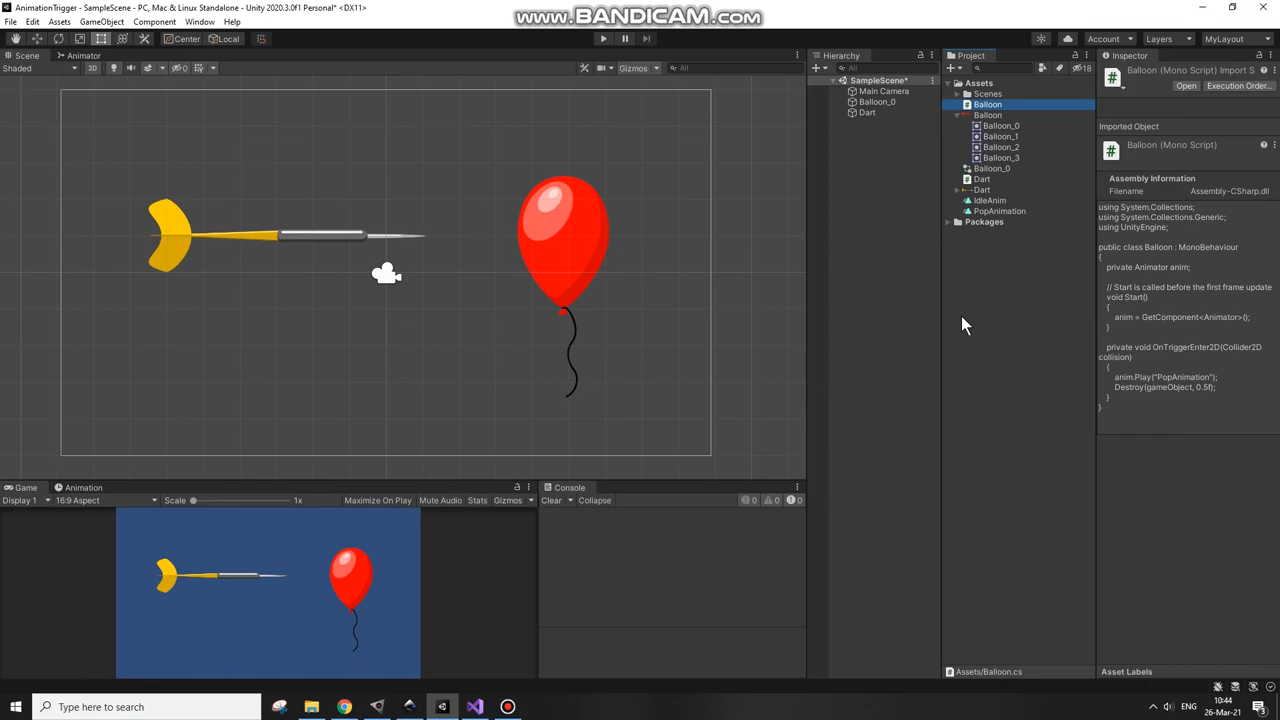 AnimationTrigger - SampleScene - PC, Mac & Linux Standalone - Unity 2020.3.0f1 Personal* <DX11>
www.BANDICAM.com
File Edit Assets GameObject Component Window Help
Center Local
Account Layers MyLayout
Scene Animator
Shaded 2D 0 Gizmos All
Hierarchy
All
SampleScene*
Main Camera
Balloon_0
Dart
Project
18
Assets
Scenes
Balloon
Balloon
Balloon_0
Balloon_1
Balloon_2
Balloon_3
Balloon_0
Dart
Dart
IdleAnim
PopAnimation
Packages
Assets/Balloon.cs
Inspector
Balloon (Mono Script) Import S
Open Execution Order...
Imported Object
Balloon (Mono Script)
Assembly Information
Filename Assembly-CSharp.dll
using System.Collections;
using System.Collections.Generic;
using UnityEngine;
public class Balloon : MonoBehaviour
{
private Animator anim;
// Start is called before the first frame update
void Start()
{
anim = GetComponent<Animator>();
}
private void OnTriggerEnter2D(Collider2D
collision)
{
anim.Play("PopAnimation");
Destroy(gameObject, 0.5f);
}
}
Asset Labels
Game Animation
Display 1 16:9 Aspect Scale 1x Maximize On Play Mute Audio Stats Gizmos
Console
Clear Collapse 0 0 0
Type here to search
ENG
10:44
26-Mar-21
3